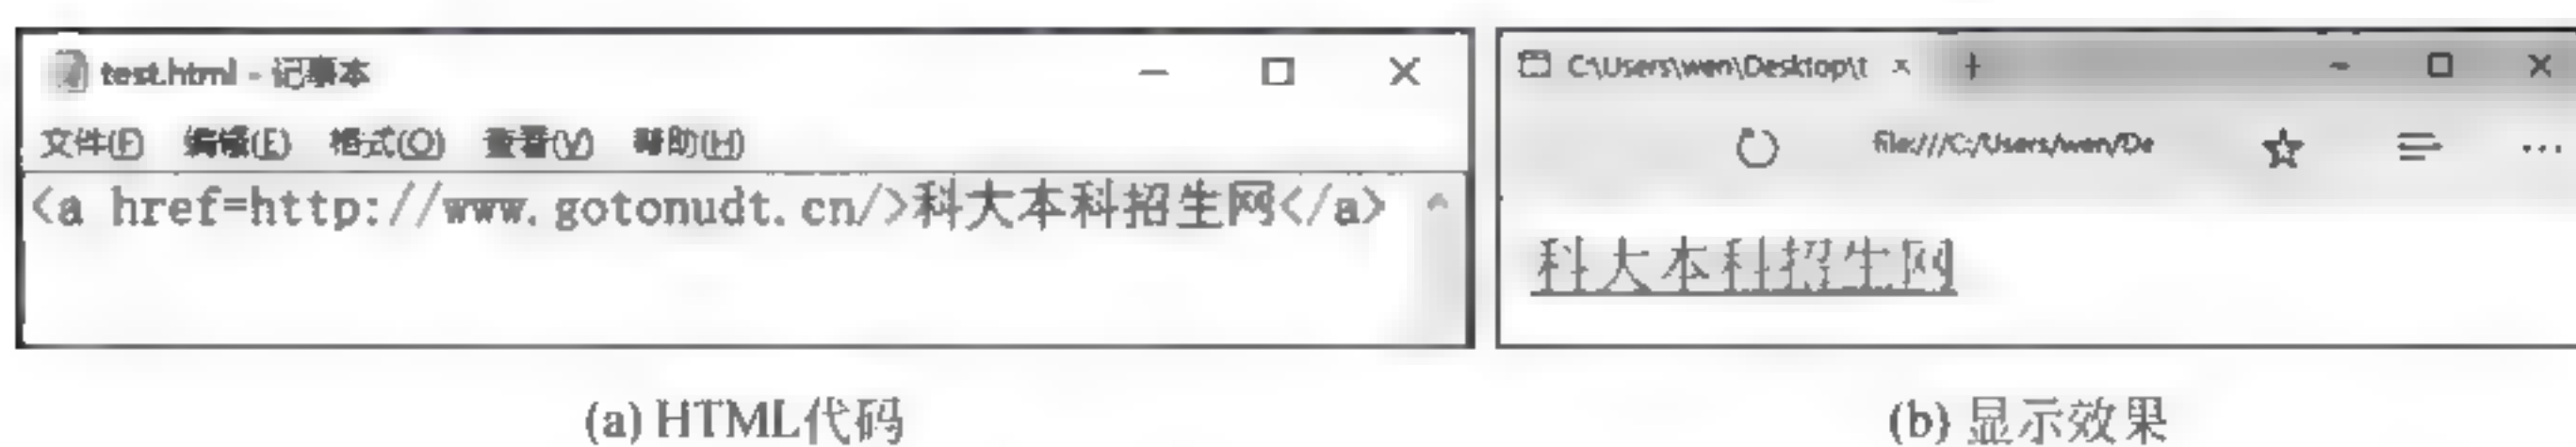 test.html - 记事本
文件(F) 编辑(E) 格式(O) 查看(V) 帮助(H)
<a href=http://www.gotonudt.cn/>科大本科招生网</a>
(a) HTML代码
C:\Users\wen\Desktop\t
file:///C:/Users/wen/De
科大本科招生网
(b) 显示效果